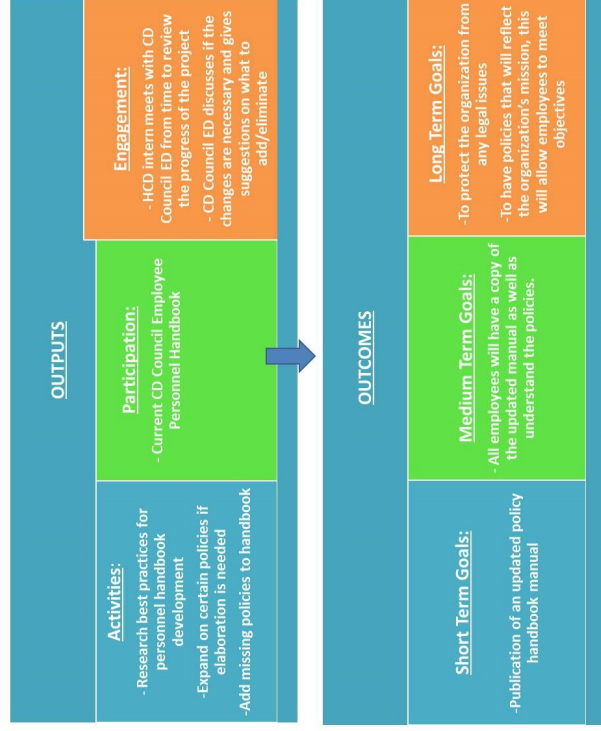 OUTPUTS
Activities:
- Research best practices for
personnel handbook
development
-Expand on certain policies if
elaboration is needed
-Add missing policies to handbook
Participation:
- Current CD Council Employee
Personnel Handbook
Engagement:
- HCD intern meets with CD
Council ED from time to review
the progress of the project
- CD Council ED discusses if the
changes are necessary and gives
suggestions on what to
add/eliminate
OUTCOMES
Short Term Goals:
-Publication of an updated policy
handbook manual
Medium Term Goals:
- All employees will have a copy of
the updated manual as well as
understand the policies.
Long Term Goals:
-To protect the organization from
any legal issues
-To have policies that will reflect
the organization's mission, this
will allow employees to meet
objectives